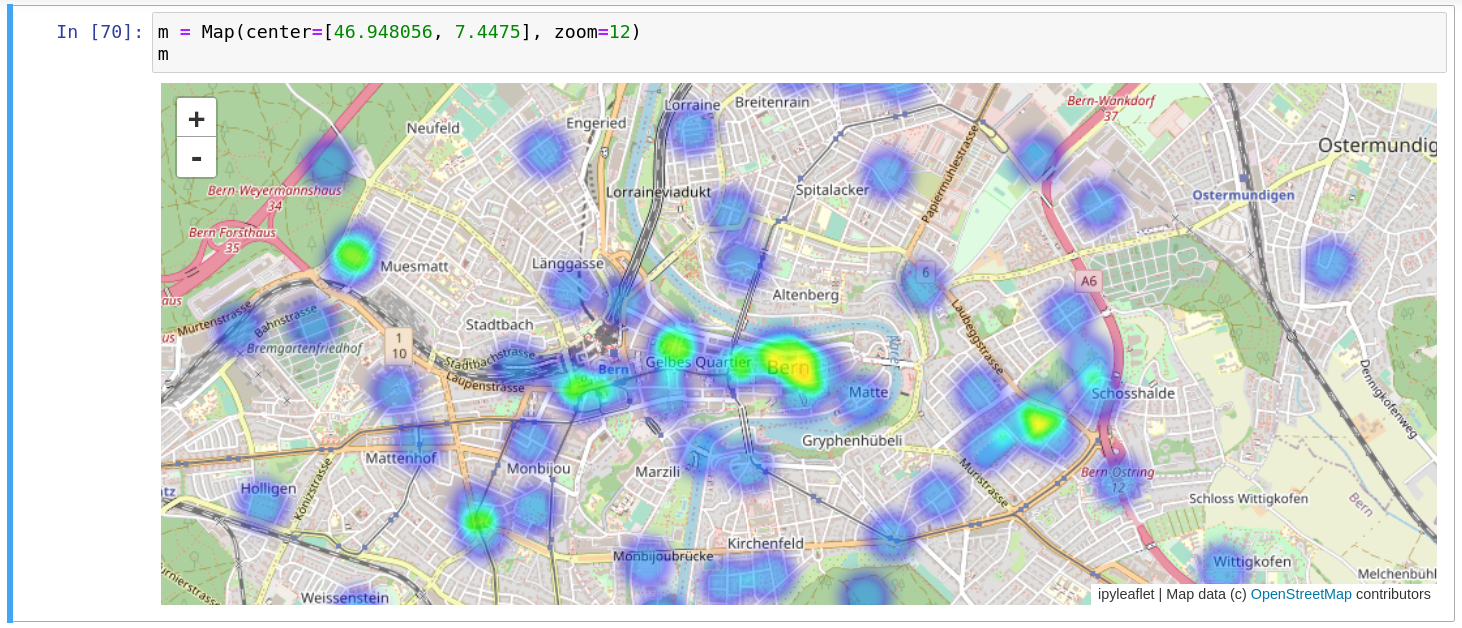 In [70]:
m = Map(center=[46.948056, 7.4475], zoom=12)
m
+
-
Lorraine
Breitenrain
Bern-Wankdorf
37
Neufeld
Engeried
Ostermundig
Bern-Weyermannshaus
34
Lorraineviadukt
Spitalacker
Papiermühlestrasse
Ostermundigen
Bern Forsthaus
35
Muesmatt
Länggasse
6
A6
aus
Altenberg
Murtenstrasse
Bahnstrasse
Stadtbach
Laubeggstrasse
us
1
10
Bremgartenfriedhof
Stadtbachstrasse
Gelbes Quartier
Bern
Bern
Aare
Laupenstrasse
Matte
Schosshalde
Dennigkofenweg
Gryphenhübeli
Mattenhof
Monbijou
Marzili
Muristrasse
Bern Ostring
12
tz
Holligen
Könizstrasse
Schloss Wittigkofen
Bern
Kirchenfeld
Monbijoubrücke
Wittigkofen
Melchenbühl
Weissenstein
ipyleaflet | Map data (c) OpenStreetMap contributors